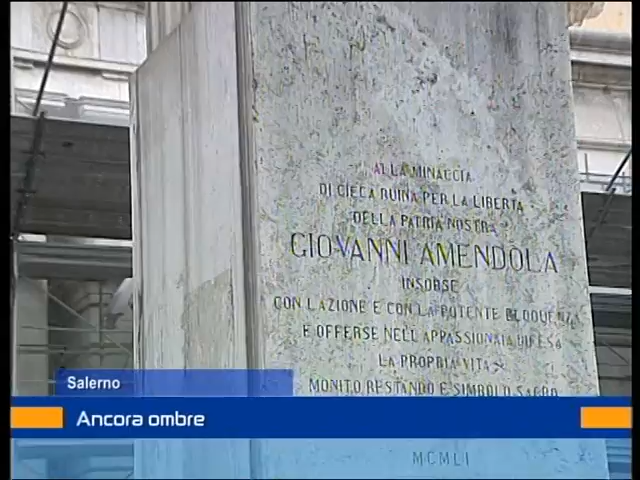 ALLA MINACCIA
DI CIECA RUINA PER LA LIBERTA
DELLA PATRIA NOSTRA
GIOVANNI AMENDOLA
INSORSE
CON L'AZIONE E CON LA POTENTE ELOQUENZA
E OFFERSE NELL'APPASSIONATA DIFESA
LA PROPRIA VITA
MONITO RESTANDO E SIMBOLO SACRO
Salerno
Ancora ombre
MCMLI